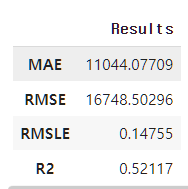 Results
MAE 11044.07709
RMSE 16748.50296
RMSLE 0.14755
R2 0.52117